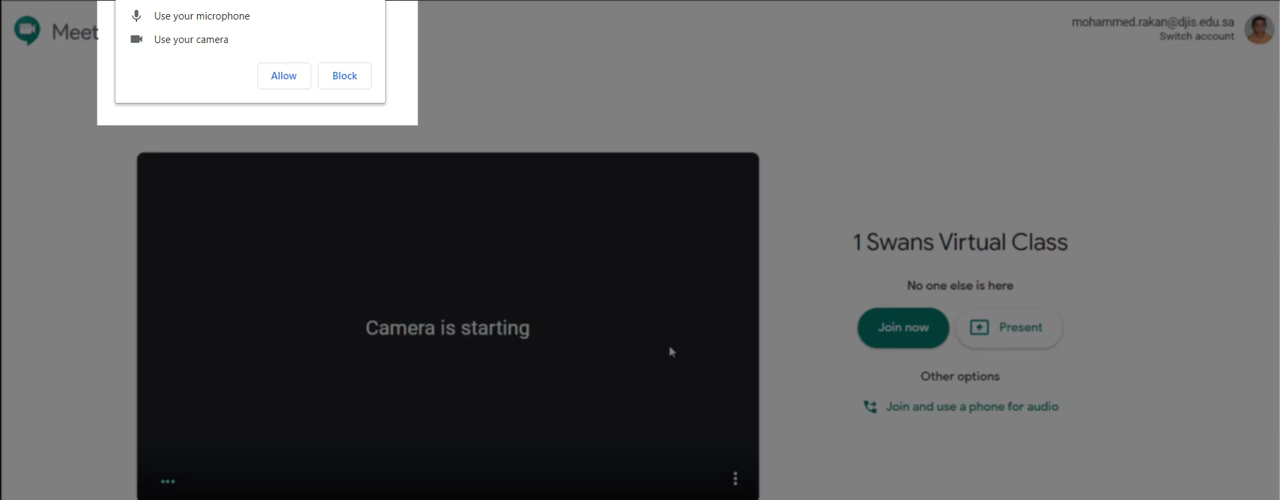 Use your microphone
Use your camera
Allow
Block
Meet
mohammed.rakan@djis.edu.sa
Switch account
Camera is starting
1 Swans Virtual Class
No one else is here
Join now
Present
Other options
Join and use a phone for audio